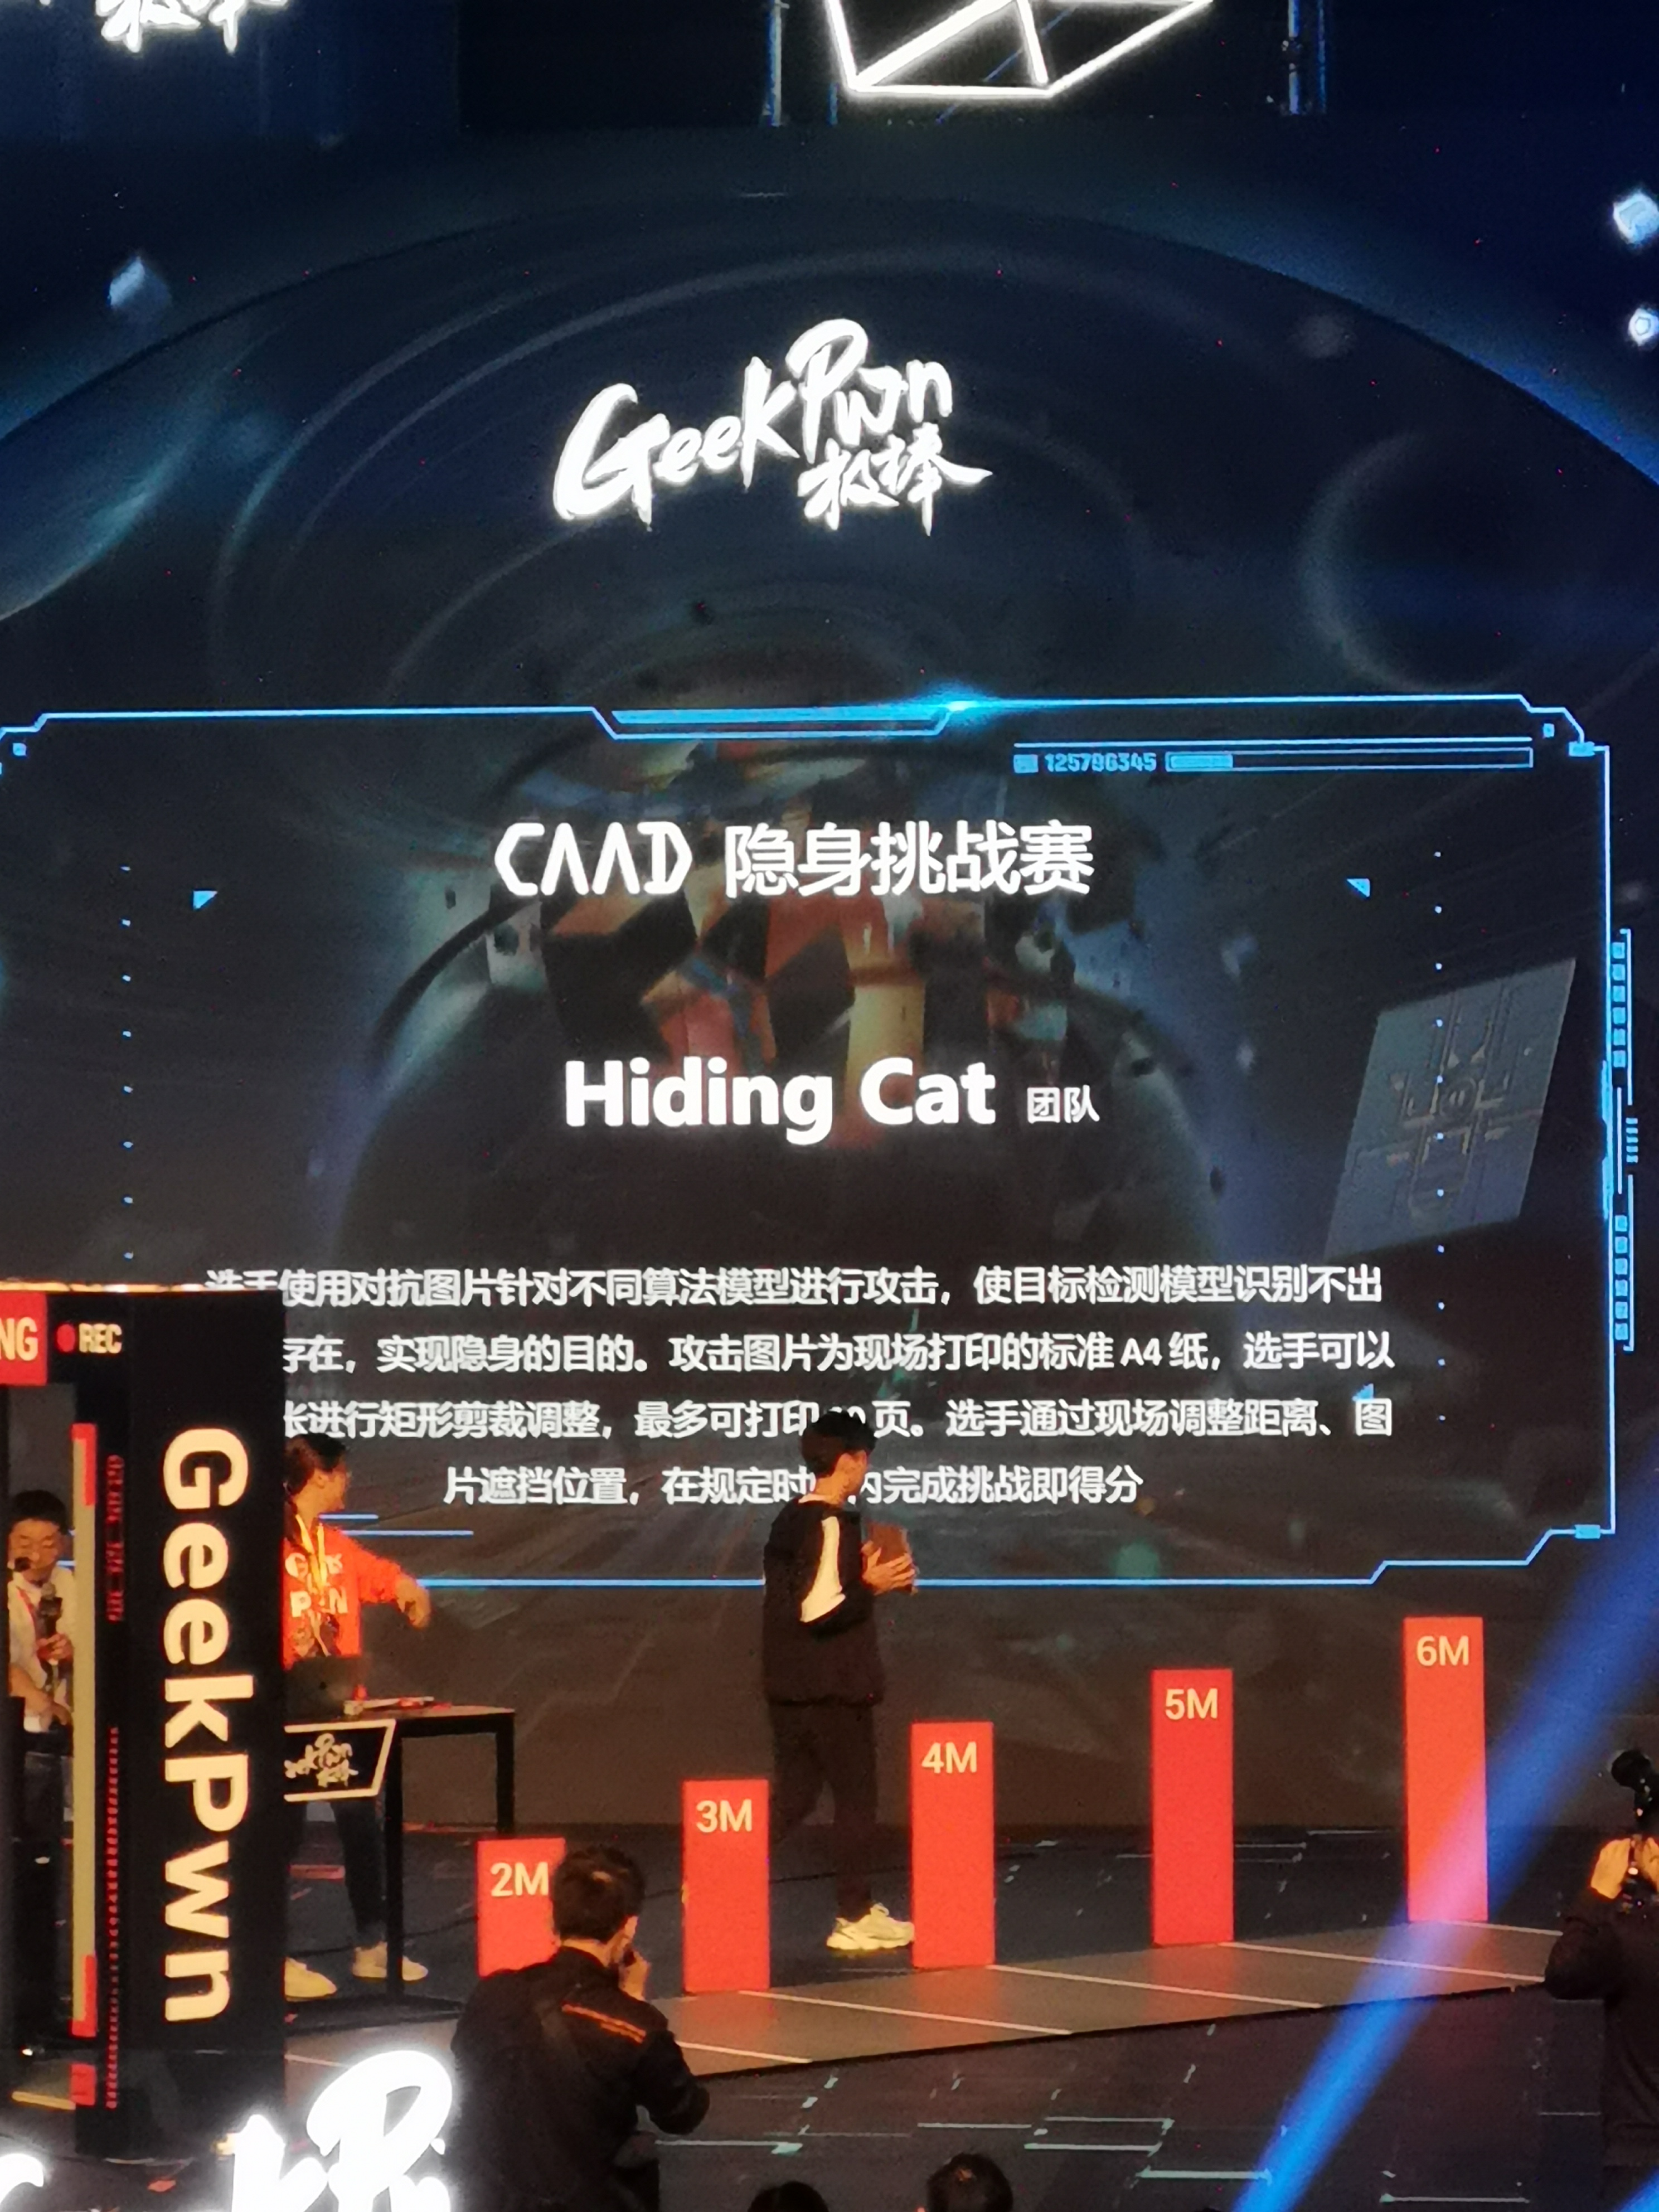 极棒
GeekPwn
极棒
125796345
CAAD 隐身挑战赛
Hiding Cat 团队
选手使用对抗图片针对不同算法模型进行攻击，使目标检测模型识别不出
存在，实现隐身的目的。攻击图片为现场打印的标准 A4 纸，选手可以
张进行矩形剪裁调整，最多可打印 页。选手通过现场调整距离、图
片遮挡位置，在规定时 内完成挑战即得分
NG
REC
GeekPwn
GeekPwn
极棒
2M
3M
4M
5M
6M